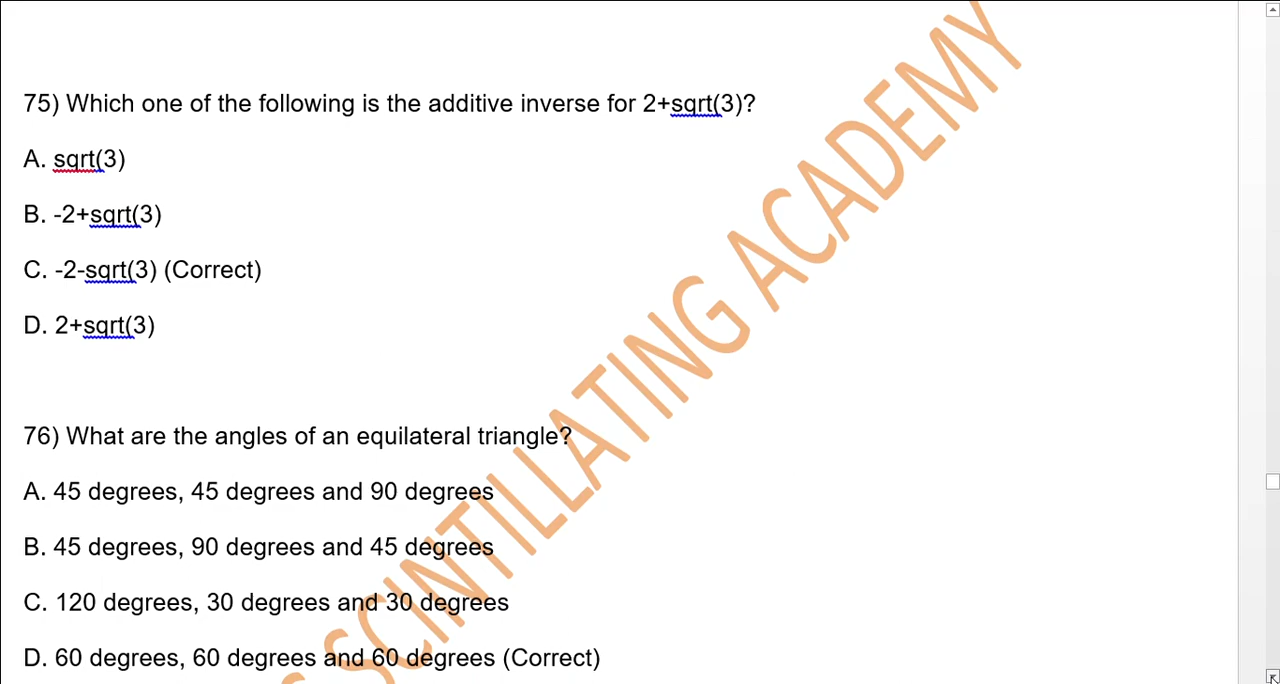 75) Which one of the following is the additive inverse for 2+sqrt(3)?
A. sqrt(3)
B. -2+sqrt(3)
C. -2-sqrt(3) (Correct)
D. 2+sqrt(3)
76) What are the angles of an equilateral triangle?
A. 45 degrees, 45 degrees and 90 degrees
B. 45 degrees, 90 degrees and 45 degrees
C. 120 degrees, 30 degrees and 30 degrees
D. 60 degrees, 60 degrees and 60 degrees (Correct)
SCINTILLATING ACADEMY